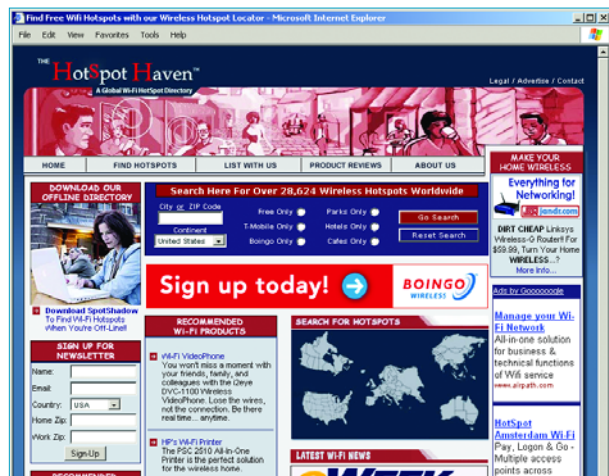 Find Free Wifi Hotspots with our Wireless Hotspot Locator - Microsoft Internet Explorer
File Edit View Favorites Tools Help
THE HotSpot Haven™
A Global Wi-Fi HotSpot Directory
Legal / Advertise / Contact
HOME FIND HOTSPOTS LIST WITH US PRODUCT REVIEWS ABOUT US
DOWNLOAD OUR
OFFLINE DIRECTORY
Download SpotShadow
To Find Wi-Fi Hotspots
When You're Off-Line!!
SIGN UP FOR
NEWSLETTER
Name:
Email:
Country: USA
Home Zip:
Work Zip:
Sign-Up
RECOMMENDED
Search Here For Over 28,624 Wireless Hotspots Worldwide
City or ZIP Code
Continent
United States
Free Only
T-Mobile Only
Boingo Only
Parks Only
Hotels Only
Cafes Only
Go Search
Reset Search
Sign up today!
BOINGO
WIRELESS
RECOMMENDED
WI-FI PRODUCTS
Wi-Fi VideoPhone
You won't miss a moment with
your friends, family, and
colleagues with the i2eye
DVC-1100 Wireless
VideoPhone. Lose the wires,
not the connection. Be there
real time... anytime.
HP's Wi-Fi Printer
The PSC 2510 All-in-One
Printer is the perfect solution
for the wireless home.
SEARCH FOR HOTSPOTS
LATEST WI-FI NEWS
eWEEK
MAKE YOUR
HOME WIRELESS
Everything for
Networking!
jandr.com
DIRT CHEAP Linksys
Wireless-G Router!! For
$59.99, Turn Your Home
WIRELESS...?
More Info...
Ads by Goooooogle
Manage your Wi-
Fi Network
All-in-one solution
for business &
technical functions
of Wifi service
www.airpath.com
HotSpot
Amsterdam Wi-Fi
Pay, Logon & Go -
Multiple access
points across